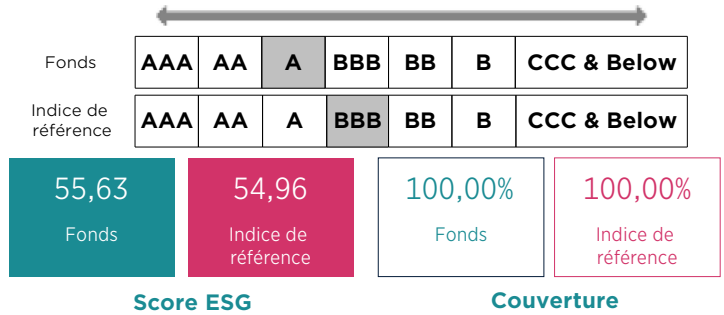 Fonds AAA AA A BBB BB B CCC & Below
Indice de
référence AAA AA A BBB BB B CCC & Below
55,63 54,96 100,00% 100,00%
Fonds Indice de Fonds Indice de
référence référence
Score ESG Couverture